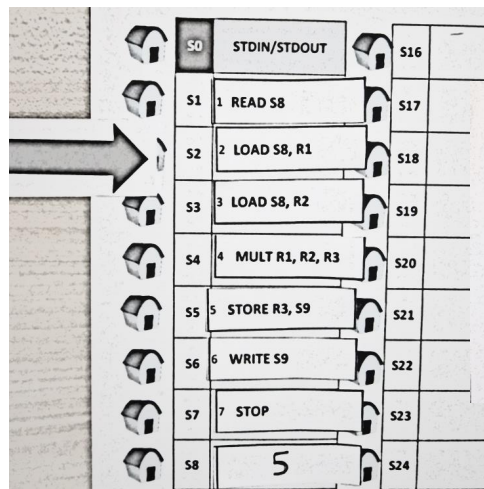 S0 STDIN/STDOUT S16
S1 1 READ S8 S17
S2 2 LOAD S8, R1 S18
S3 3 LOAD S8, R2 S19
S4 4 MULT R1, R2, R3 S20
S5 5 STORE R3, S9 S21
S6 6 WRITE S9 S22
S7 7 STOP S23
S8 5 S24